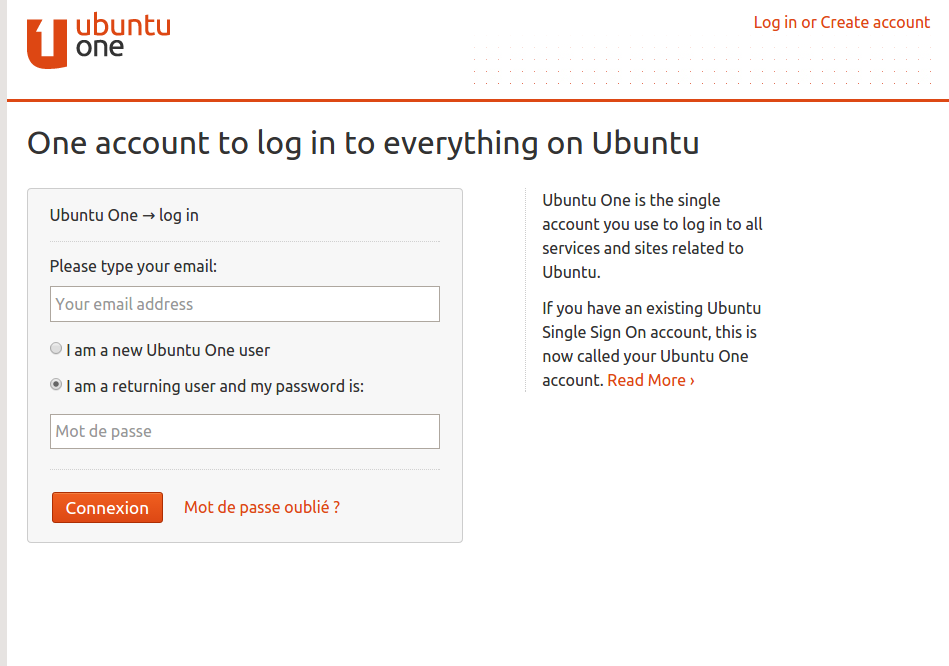 ubuntu
one
Log in or Create account
One account to log in to everything on Ubuntu
Ubuntu One → log in
Please type your email:
Your email address
I am a new Ubuntu One user
I am a returning user and my password is:
Mot de passe
Connexion
Mot de passe oublié ?
Ubuntu One is the single
account you use to log in to all
services and sites related to
Ubuntu.
If you have an existing Ubuntu
Single Sign On account, this is
now called your Ubuntu One
account. Read More ›